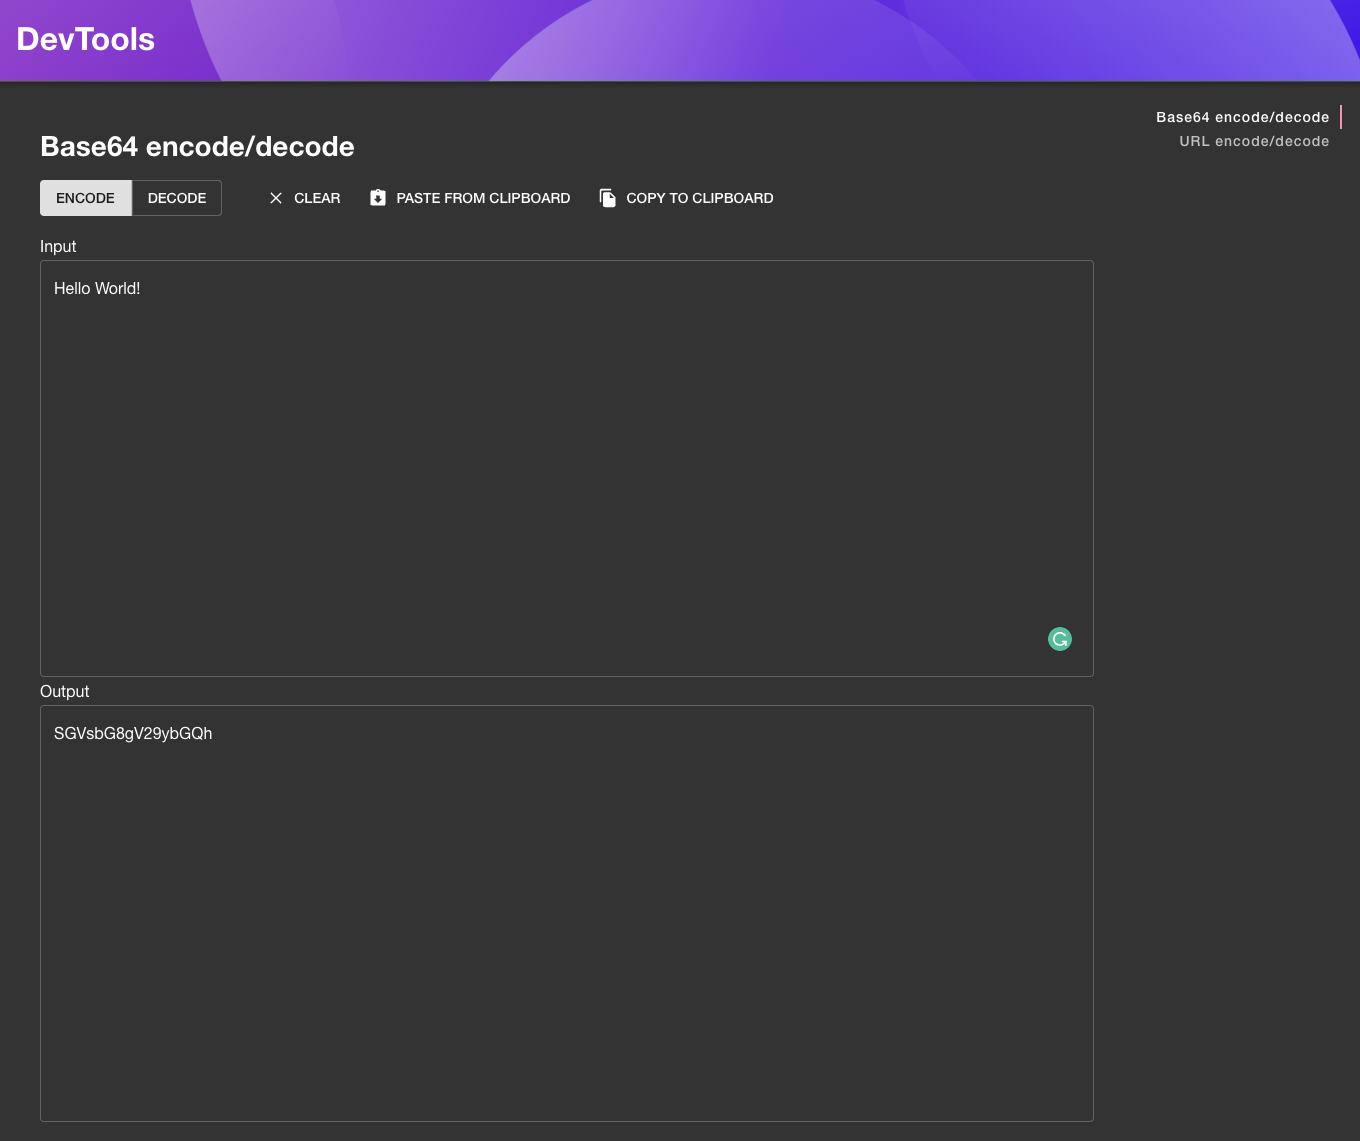 DevTools
Base64 encode/decode
URL encode/decode
Base64 encode/decode
ENCODE DECODE CLEAR PASTE FROM CLIPBOARD COPY TO CLIPBOARD
Input
Hello World!
Output
SGVsbG8gV29ybGQh